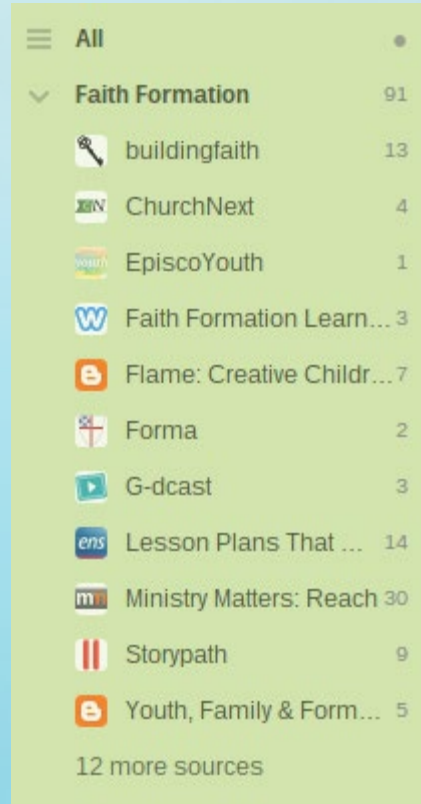 All
Faith Formation 91
buildingfaith 13
ChurchNext 4
EpiscoYouth 1
Faith Formation Learn... 3
Flame: Creative Childr... 7
Forma 2
G-dcast 3
ens Lesson Plans That ... 14
Ministry Matters: Reach 30
Storypath 9
Youth, Family & Form... 5
12 more sources